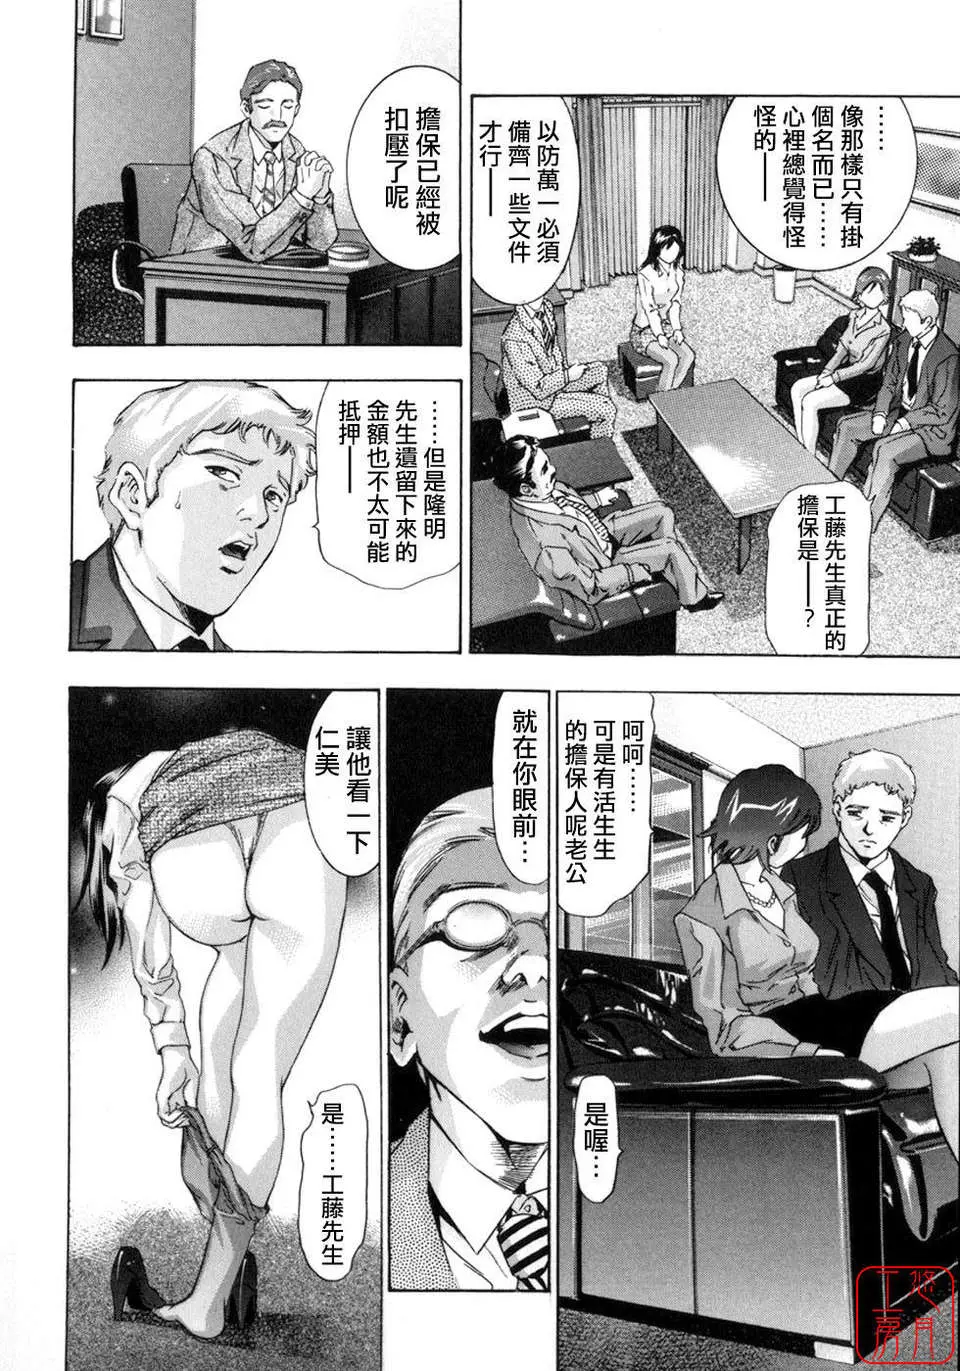 ……
像那樣只有掛
個名而已……
心裡總覺得怪
怪的——
以防萬一必須
備齊一些文件
才行——
工藤先生真正的
擔保是——?
擔保已經被
扣壓了呢
……但是隆明
先生遺留下來的
金額也不太可能
抵押——
呵呵……
可是有活生生
的擔保人呢老公
是喔…
就在你眼前…
讓他看一下
仁美
是……工藤先生
悠月
工房